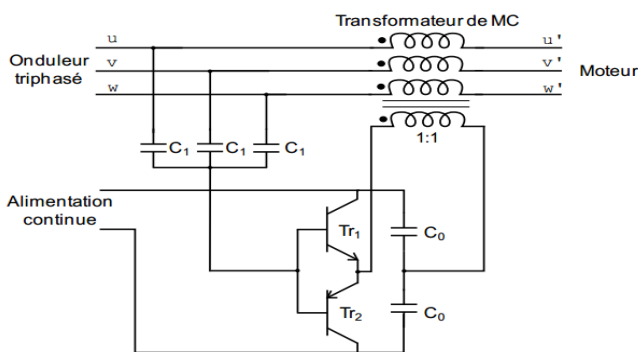 Transformateur de MC
u
u'
Onduleur
triphasé
v
v'
Moteur
w
w'
1:1
C1
C1
C1
Alimentation
continue
Tr1
C0
Tr2
C0